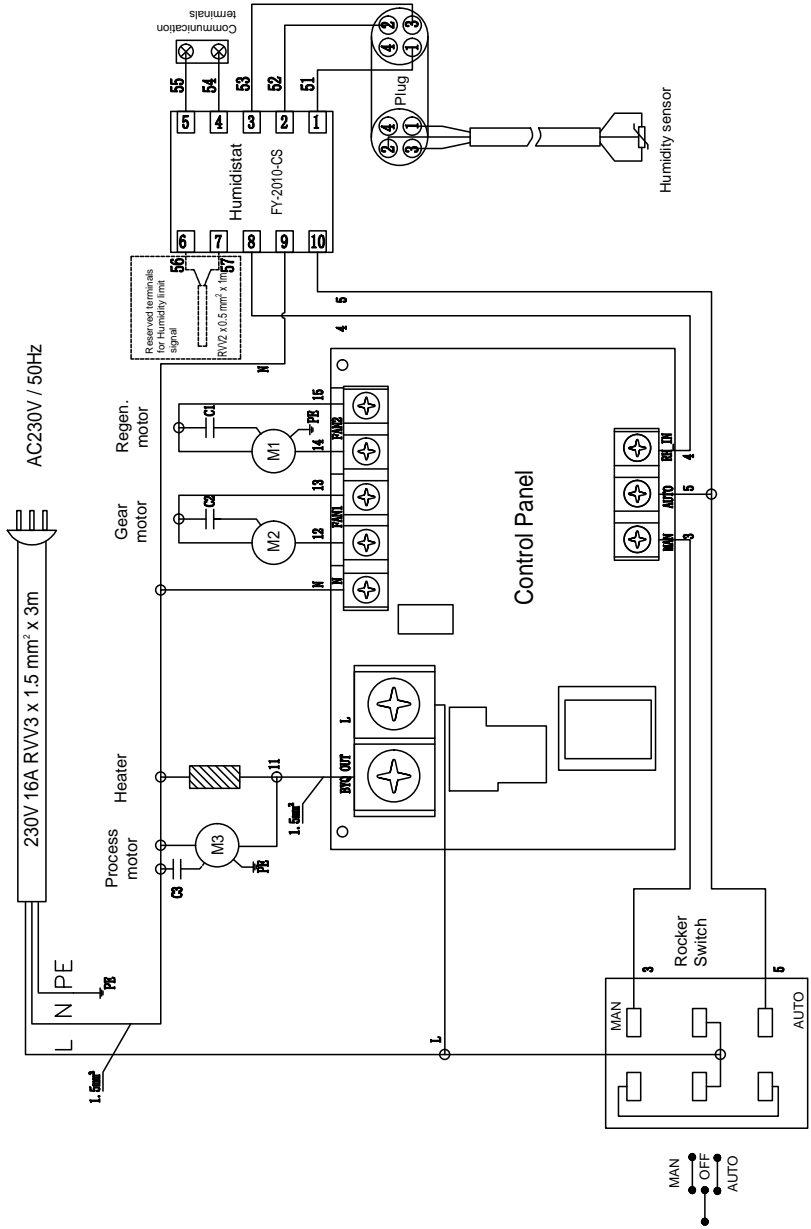 AC230V / 50Hz
230V 16A RVV3 x 1.5 mm² x 3m
L
N
PE
PE
1.5mm²
Process
motor
Heater
Gear
motor
Regen.
motor
C3
M3
PE
11
1.5mm²
C2
M2
C1
M1
PE
N
12
13
14
15
N
FAN1
FAN2
BYQ OUT
L
Control Panel
MAN
AUTO
RH_IN
3
5
4
N
4
5
Reserved terminals
for Humidity limit
signal
RVV2 x 0.5 mm² x 1m
56
57
6
7
8
9
10
Humidistat
FY-2010-CS
5
4
3
2
1
55
54
53
52
51
Communication
terminals
Plug
2
4
3
1
2
4
3
1
Humidity sensor
L
Rocker
Switch
3
5
MAN
AUTO
MAN
OFF
AUTO